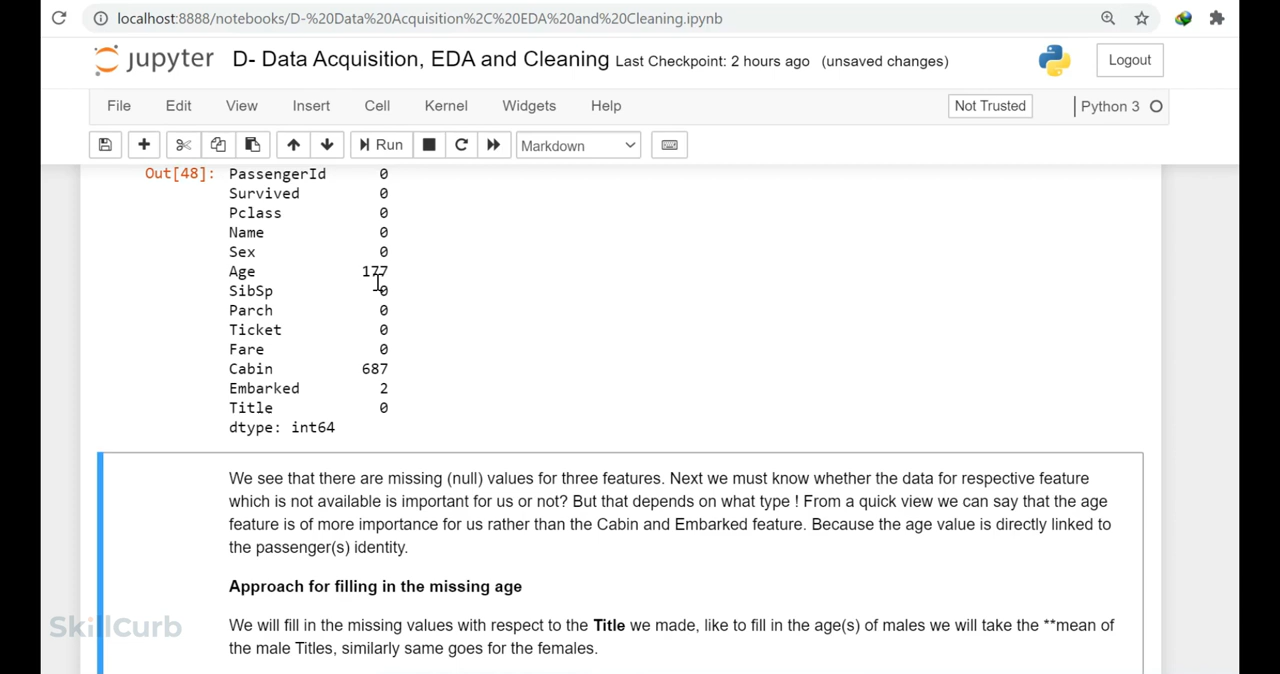 localhost:8888/notebooks/D-%20Data%20Acquisition%2C%20EDA%20and%20Cleaning.ipynb
jupyter D- Data Acquisition, EDA and Cleaning Last Checkpoint: 2 hours ago (unsaved changes) Logout
File Edit View Insert Cell Kernel Widgets Help Not Trusted Python 3
Run Markdown
Out[48]: PassengerId 0
Survived 0
Pclass 0
Name 0
Sex 0
Age 177
SibSp 0
Parch 0
Ticket 0
Fare 0
Cabin 687
Embarked 2
Title 0
dtype: int64
We see that there are missing (null) values for three features. Next we must know whether the data for respective feature
which is not available is important for us or not? But that depends on what type ! From a quick view we can say that the age
feature is of more importance for us rather than the Cabin and Embarked feature. Because the age value is directly linked to
the passenger(s) identity.
Approach for filling in the missing age
SkillCurb
We will fill in the missing values with respect to the Title we made, like to fill in the age(s) of males we will take the **mean of
the male Titles, similarly same goes for the females.